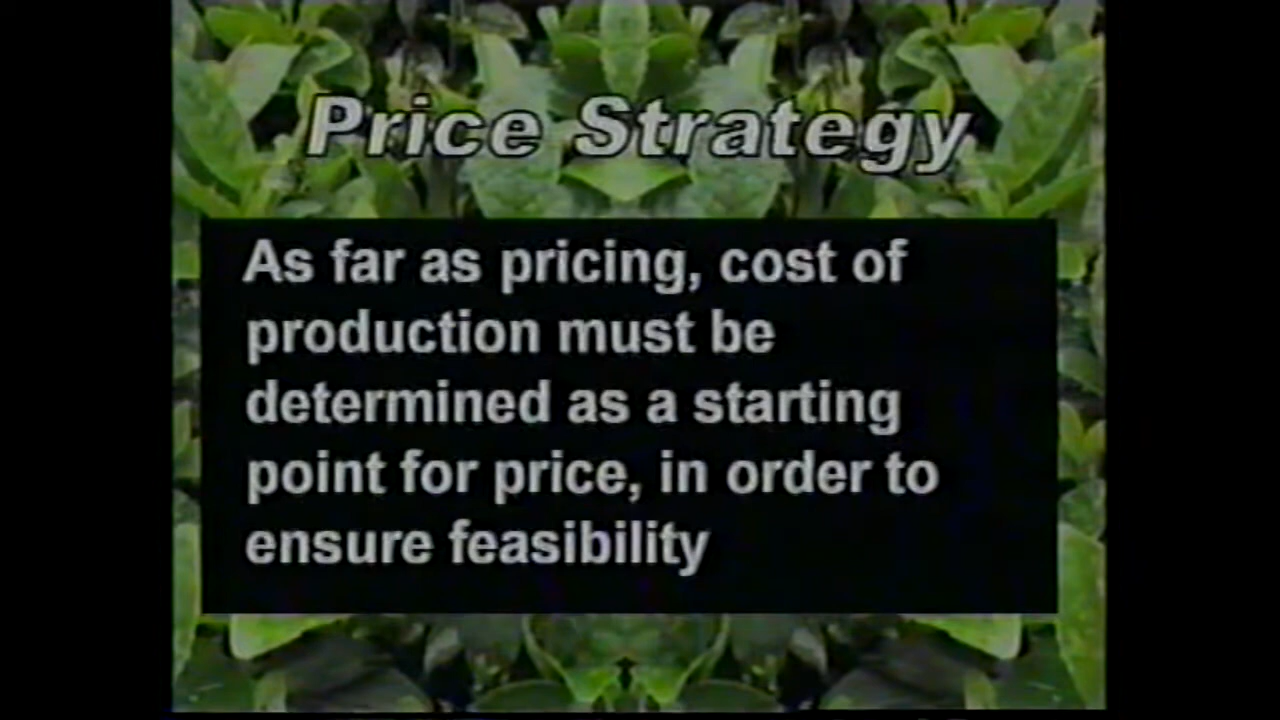 Price Strategy
As far as pricing, cost of
production must be
determined as a starting
point for price, in order to
ensure feasibility